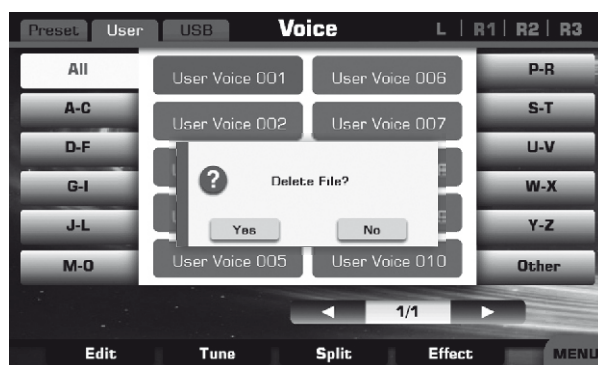 Preset User USB Voice L R1 R2 R3
All User Voice 001 User Voice 006 P-R
A-C User Voice 002 User Voice 007 S-T
D-F U-V
Delete File?
G-I W-X
J-L Yes No Y-Z
M-O User Voice 005 User Voice 010 Other
1/1
Edit Tune Split Effect MENU